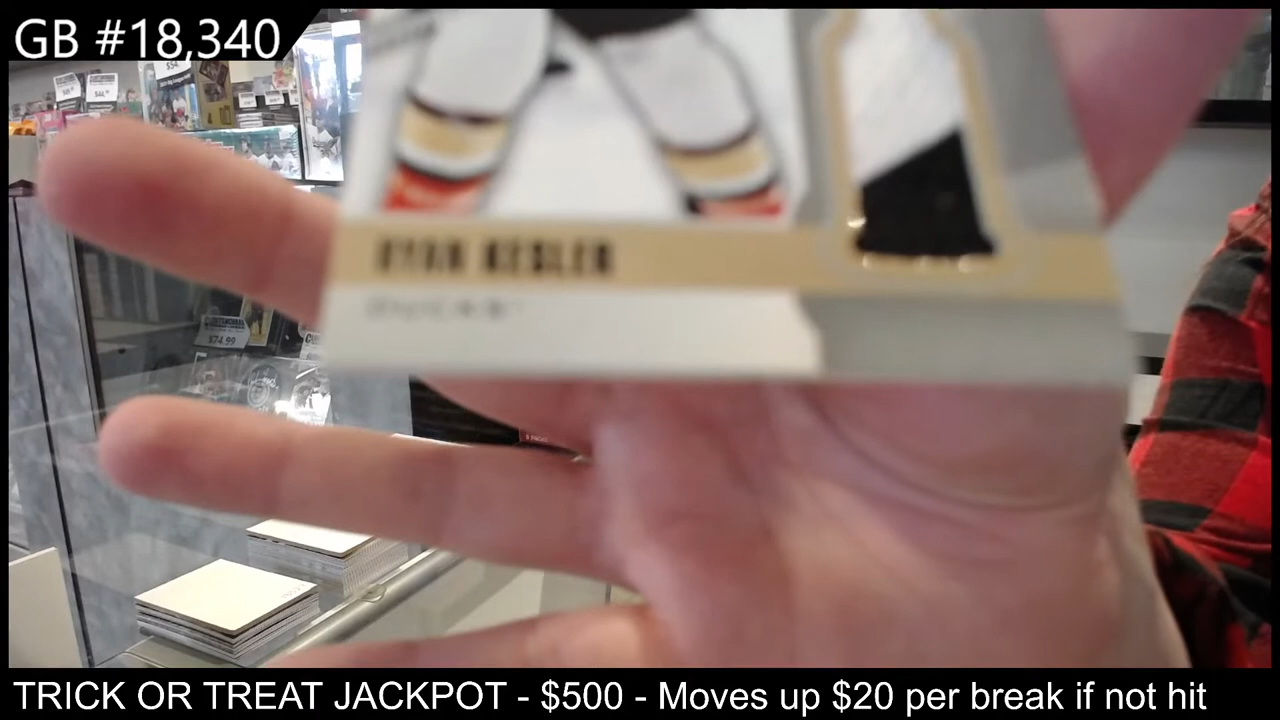 GB #18,340
RYAN KESLER
DUCKS
$74.99
TRICK OR TREAT JACKPOT - $500 - Moves up $20 per break if not hit